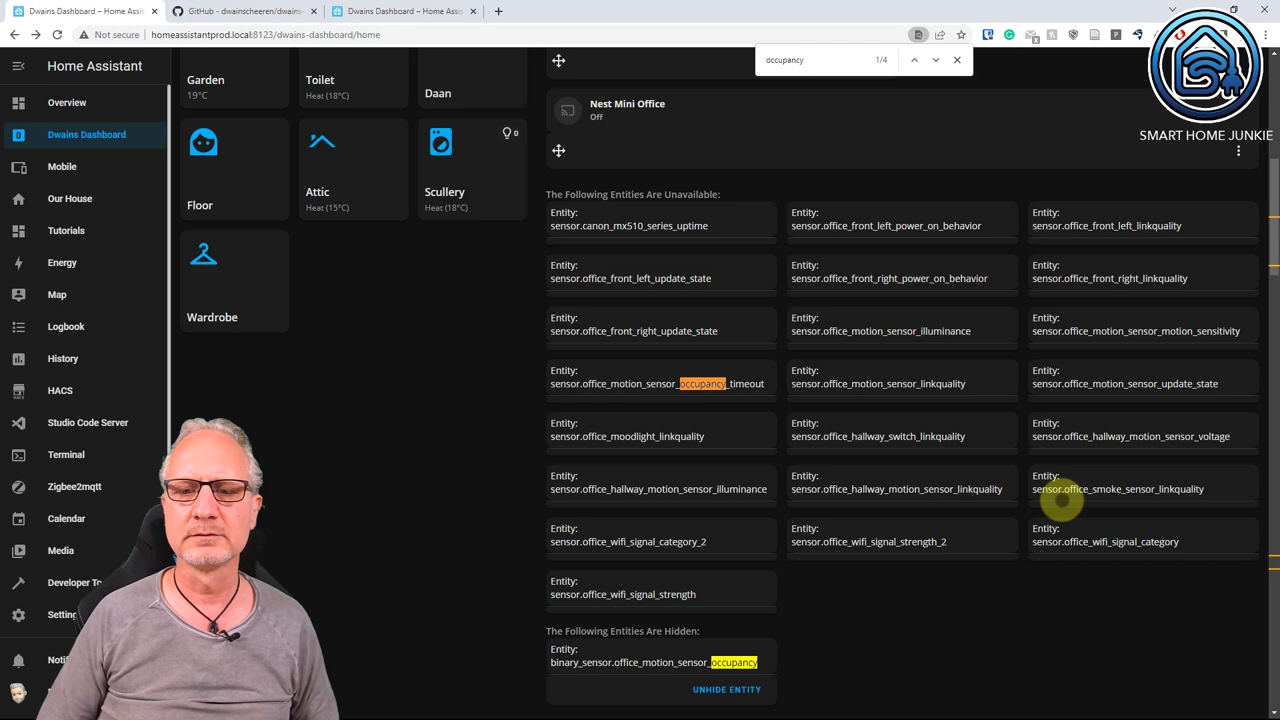 Dwains Dashboard – Home Assis
GitHub - dwainscheeren/dwains-
Dwains Dashboard – Home Assis
Not secure
homeassistantprod.local:8123/dwains-dashboard/home
occupancy
1/4
SMART HOME JUNKIE
Home Assistant
Overview
Dwains Dashboard
Mobile
Our House
Tutorials
Energy
Map
Logbook
History
HACS
Studio Code Server
Terminal
Zigbee2mqtt
Calendar
Media
Developer To
Setting
Notif
Garden
19°C
Toilet
Heat (18°C)
Daan
Floor
Attic
Heat (15°C)
0
Scullery
Heat (18°C)
Wardrobe
Nest Mini Office
Off
The Following Entities Are Unavailable:
Entity:
sensor.canon_mx510_series_uptime
Entity:
sensor.office_front_left_power_on_behavior
Entity:
sensor.office_front_left_linkquality
Entity:
sensor.office_front_left_update_state
Entity:
sensor.office_front_right_power_on_behavior
Entity:
sensor.office_front_right_linkquality
Entity:
sensor.office_front_right_update_state
Entity:
sensor.office_motion_sensor_illuminance
Entity:
sensor.office_motion_sensor_motion_sensitivity
Entity:
sensor.office_motion_sensor_occupancy_timeout
Entity:
sensor.office_motion_sensor_linkquality
Entity:
sensor.office_motion_sensor_update_state
Entity:
sensor.office_moodlight_linkquality
Entity:
sensor.office_hallway_switch_linkquality
Entity:
sensor.office_hallway_motion_sensor_voltage
Entity:
sensor.office_hallway_motion_sensor_illuminance
Entity:
sensor.office_hallway_motion_sensor_linkquality
Entity:
sensor.office_smoke_sensor_linkquality
Entity:
sensor.office_wifi_signal_category_2
Entity:
sensor.office_wifi_signal_strength_2
Entity:
sensor.office_wifi_signal_category
Entity:
sensor.office_wifi_signal_strength
The Following Entities Are Hidden:
Entity:
binary_sensor.office_motion_sensor_occupancy
UNHIDE ENTITY